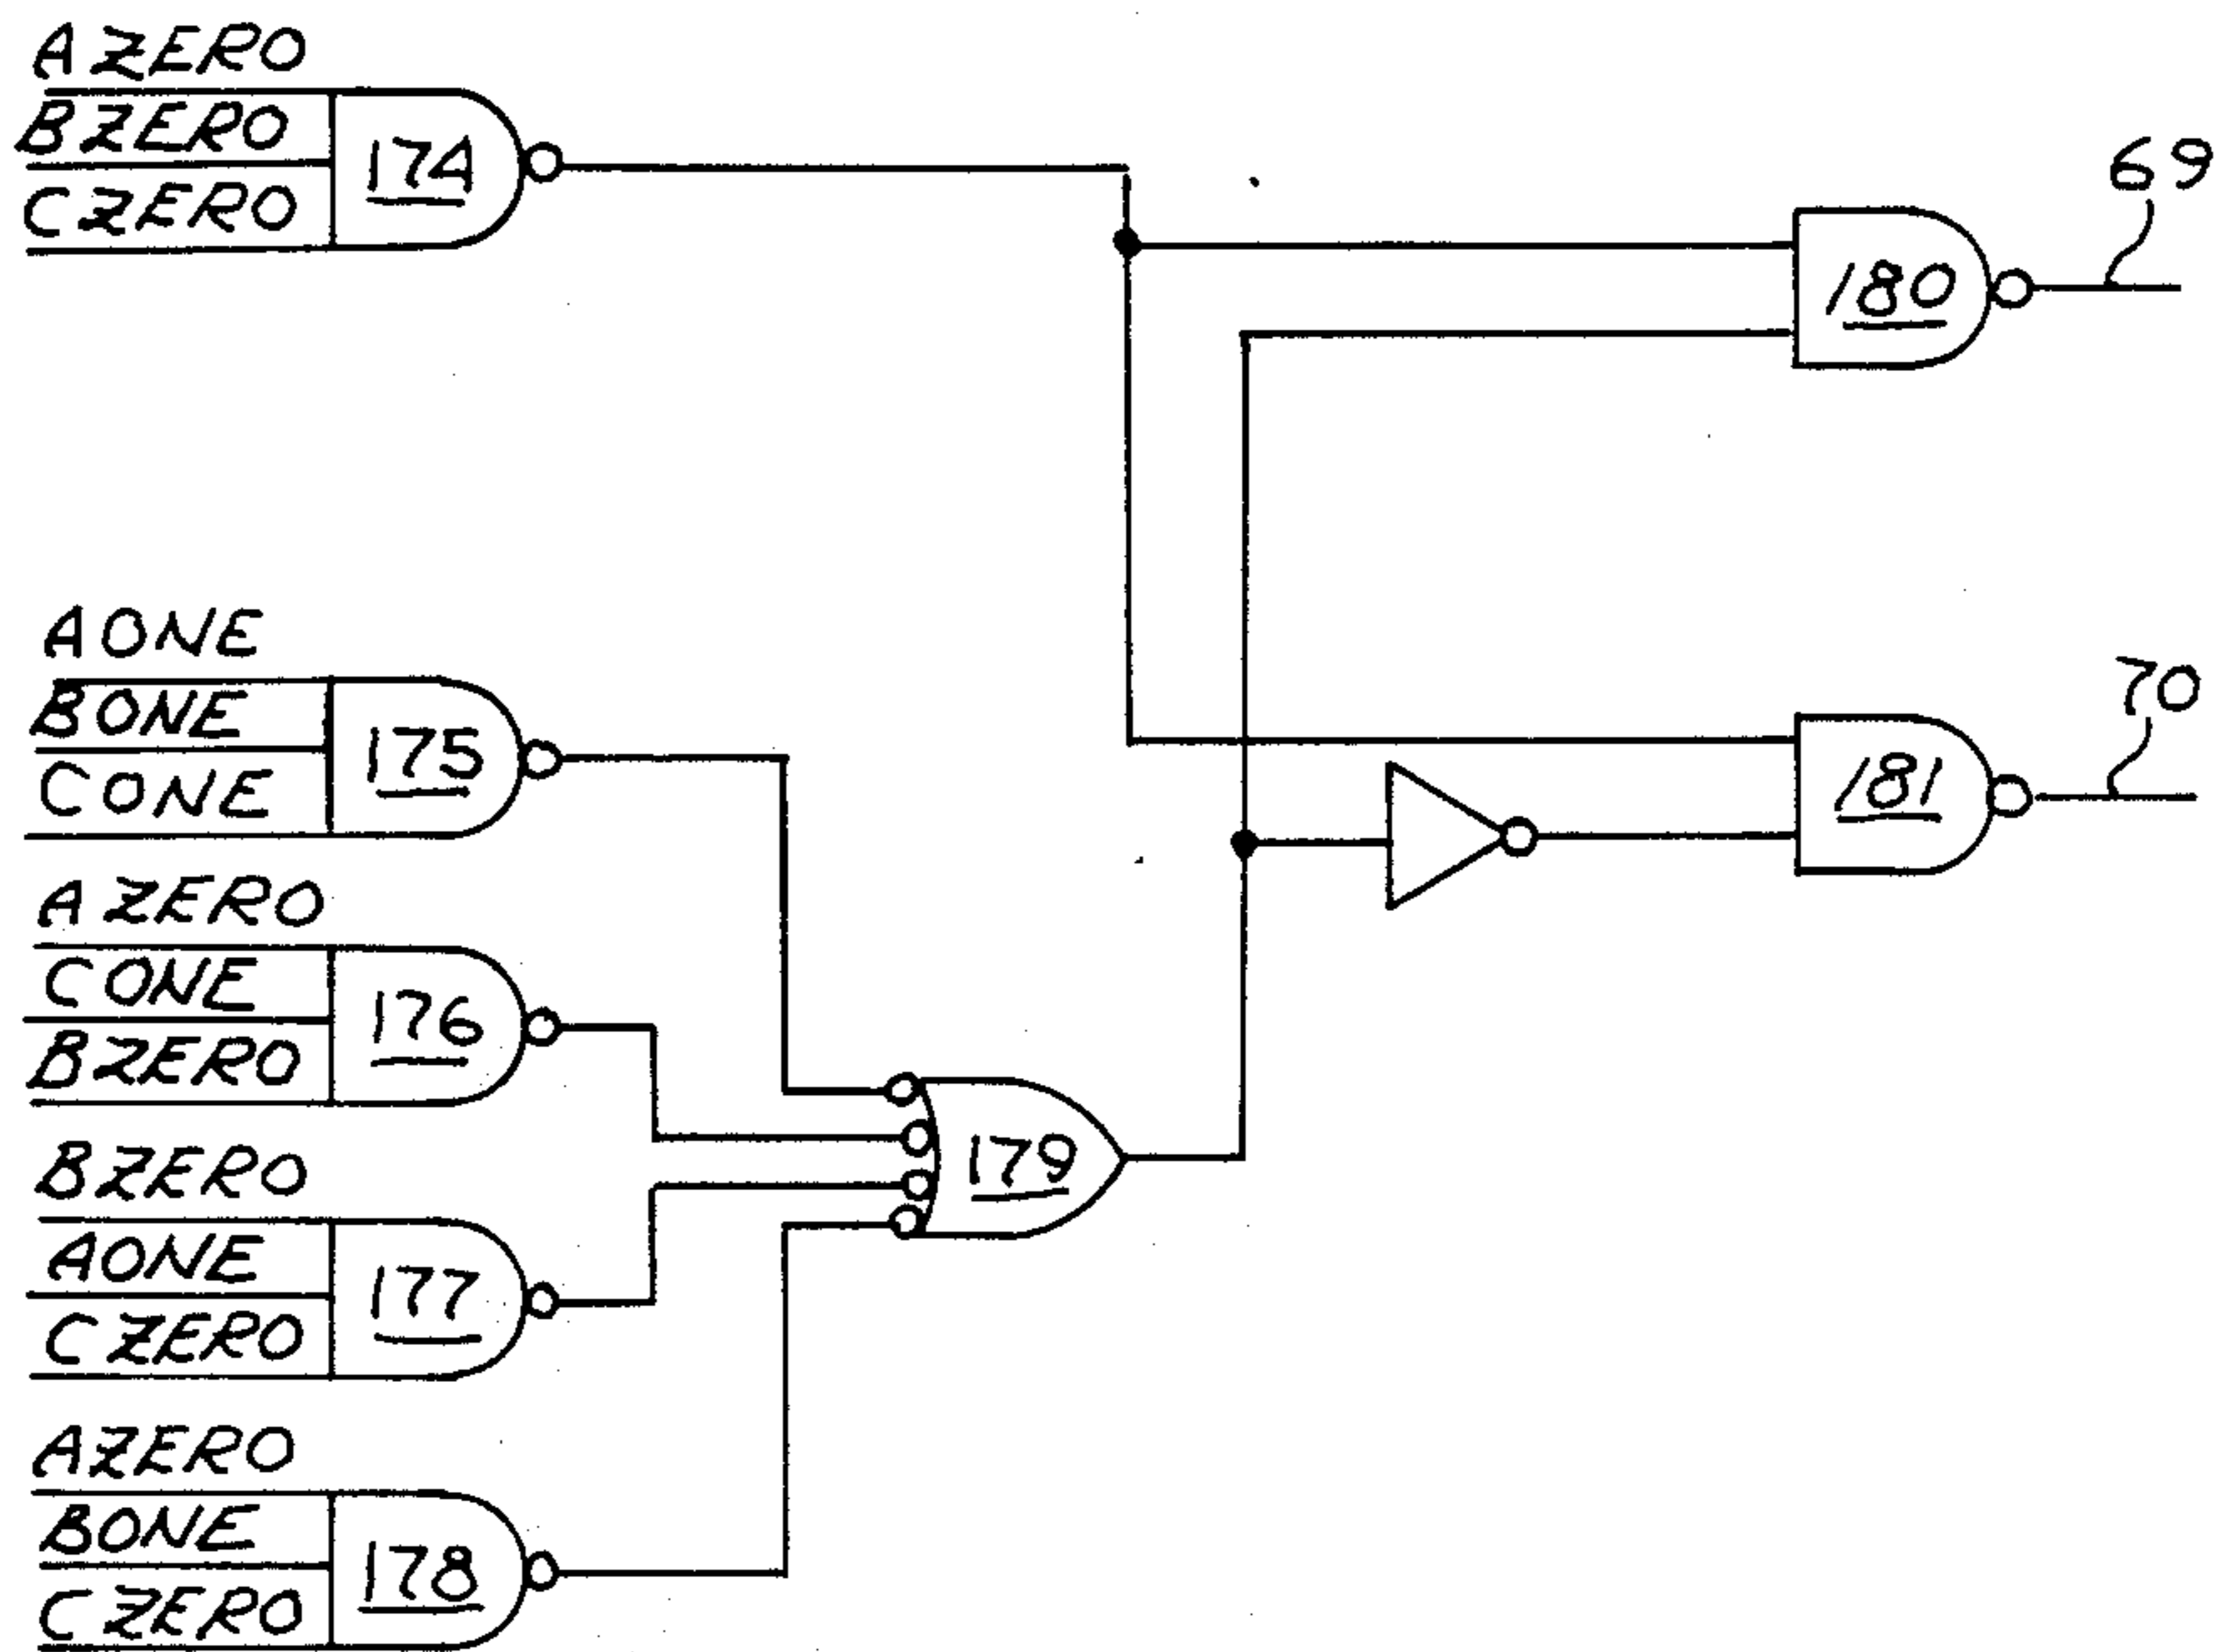 AZERO
BZERO
CZERO
174
69
180
AONE
BONE
CONE
175
70
181
AZERO
CONE
BZERO
176
179
BZERO
AONE
CZERO
177
AZERO
BONE
CZERO
178